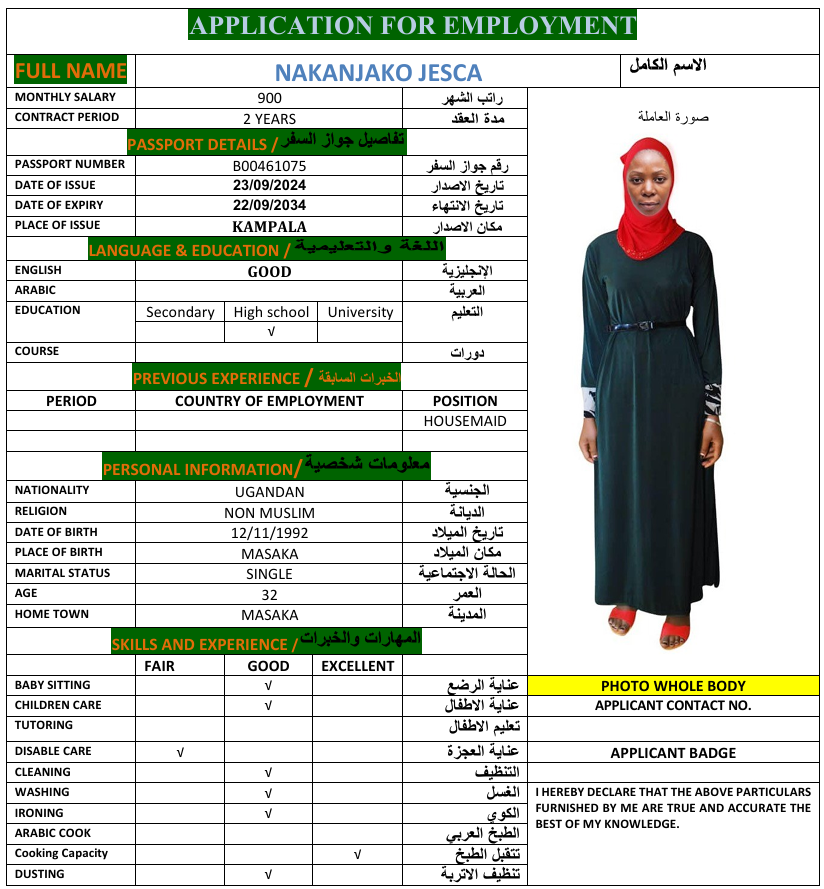 APPLICATION FOR EMPLOYMENT
FULL NAME NAKANJAKO JESCA الاسم الكامل
MONTHLY SALARY 900 راتب الشهر
CONTRACT PERIOD 2 YEARS مدة العقد
صورة العاملة
PASSPORT DETAILS / تفاصيل جواز السفر
PASSPORT NUMBER B00461075 رقم جواز السفر
DATE OF ISSUE 23/09/2024 تاريخ الاصدار
DATE OF EXPIRY 22/09/2034 تاريخ الانتهاء
PLACE OF ISSUE KAMPALA مكان الاصدار
LANGUAGE & EDUCATION / اللغة والتعليمية
ENGLISH GOOD الإنجليزية
ARABIC العربية
EDUCATION Secondary High school University التعليم
√
COURSE دورات
PREVIOUS EXPERIENCE / الخبرات السابقة
PERIOD COUNTRY OF EMPLOYMENT POSITION
HOUSEMAID
PERSONAL INFORMATION/ معلومات شخصية
NATIONALITY UGANDAN الجنسية
RELIGION NON MUSLIM الديانة
DATE OF BIRTH 12/11/1992 تاريخ الميلاد
PLACE OF BIRTH MASAKA مكان الميلاد
MARITAL STATUS SINGLE الحالة الاجتماعية
AGE 32 العمر
HOME TOWN MASAKA المدينة
SKILLS AND EXPERIENCE / المهارات والخبرات
FAIR GOOD EXCELLENT
BABY SITTING √ عناية الرضع
PHOTO WHOLE BODY
CHILDREN CARE √ عناية الاطفال
APPLICANT CONTACT NO.
TUTORING تعليم الاطفال
DISABLE CARE √ عناية العجزة
APPLICANT BADGE
CLEANING √ التنظيف
WASHING √ الغسل
IRONING √ الكوي
ARABIC COOK الطبخ العربي
Cooking Capacity √ تتقبل الطبخ
DUSTING √ تنظيف الاتربة
I HEREBY DECLARE THAT THE ABOVE PARTICULARS
FURNISHED BY ME ARE TRUE AND ACCURATE THE
BEST OF MY KNOWLEDGE.